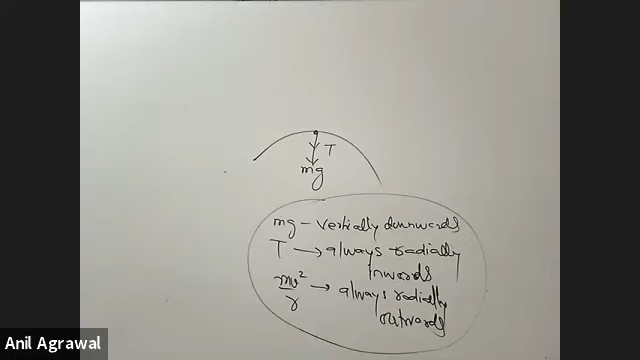 T
mg
mg - vertically downwards
T → always radially
inwards
mv²/r → always radially
outwards
Anil Agrawal